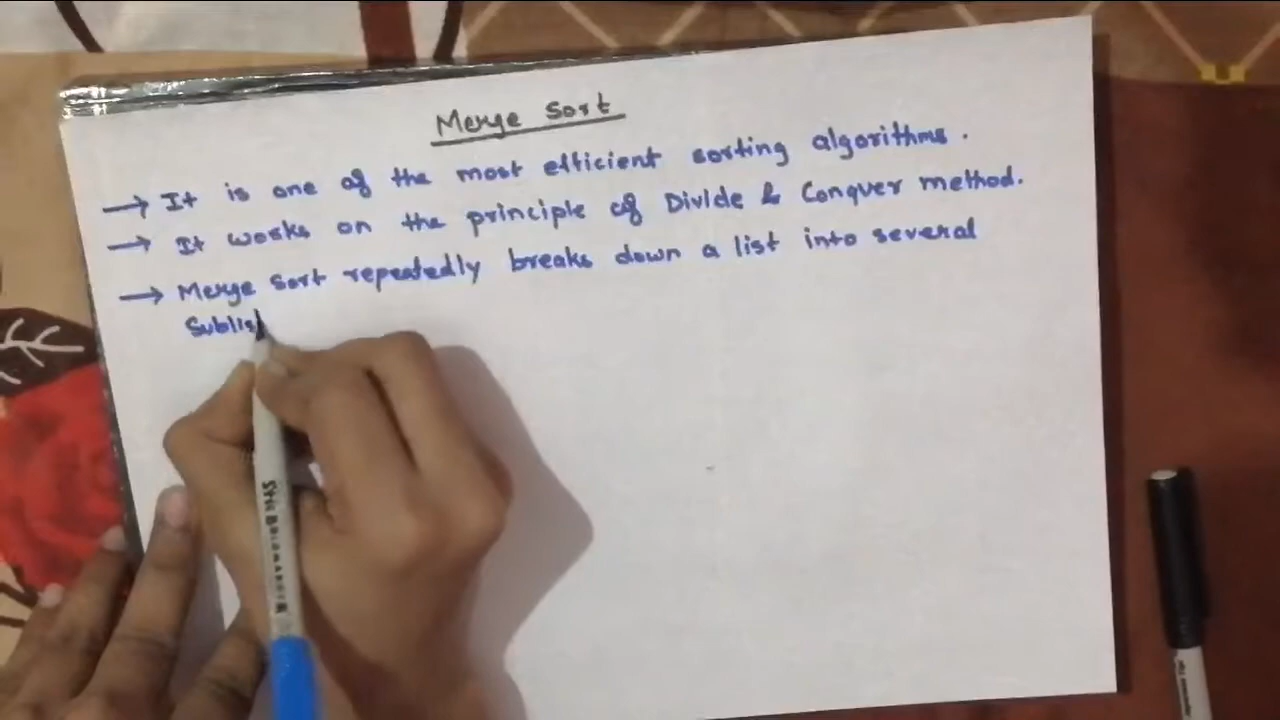 Merge Sort
→ It is one of the most efficient sorting algorithms.
→ It works on the principle of Divide & Conquer method.
→ Merge sort repeatedly breaks down a list into several
Sublis